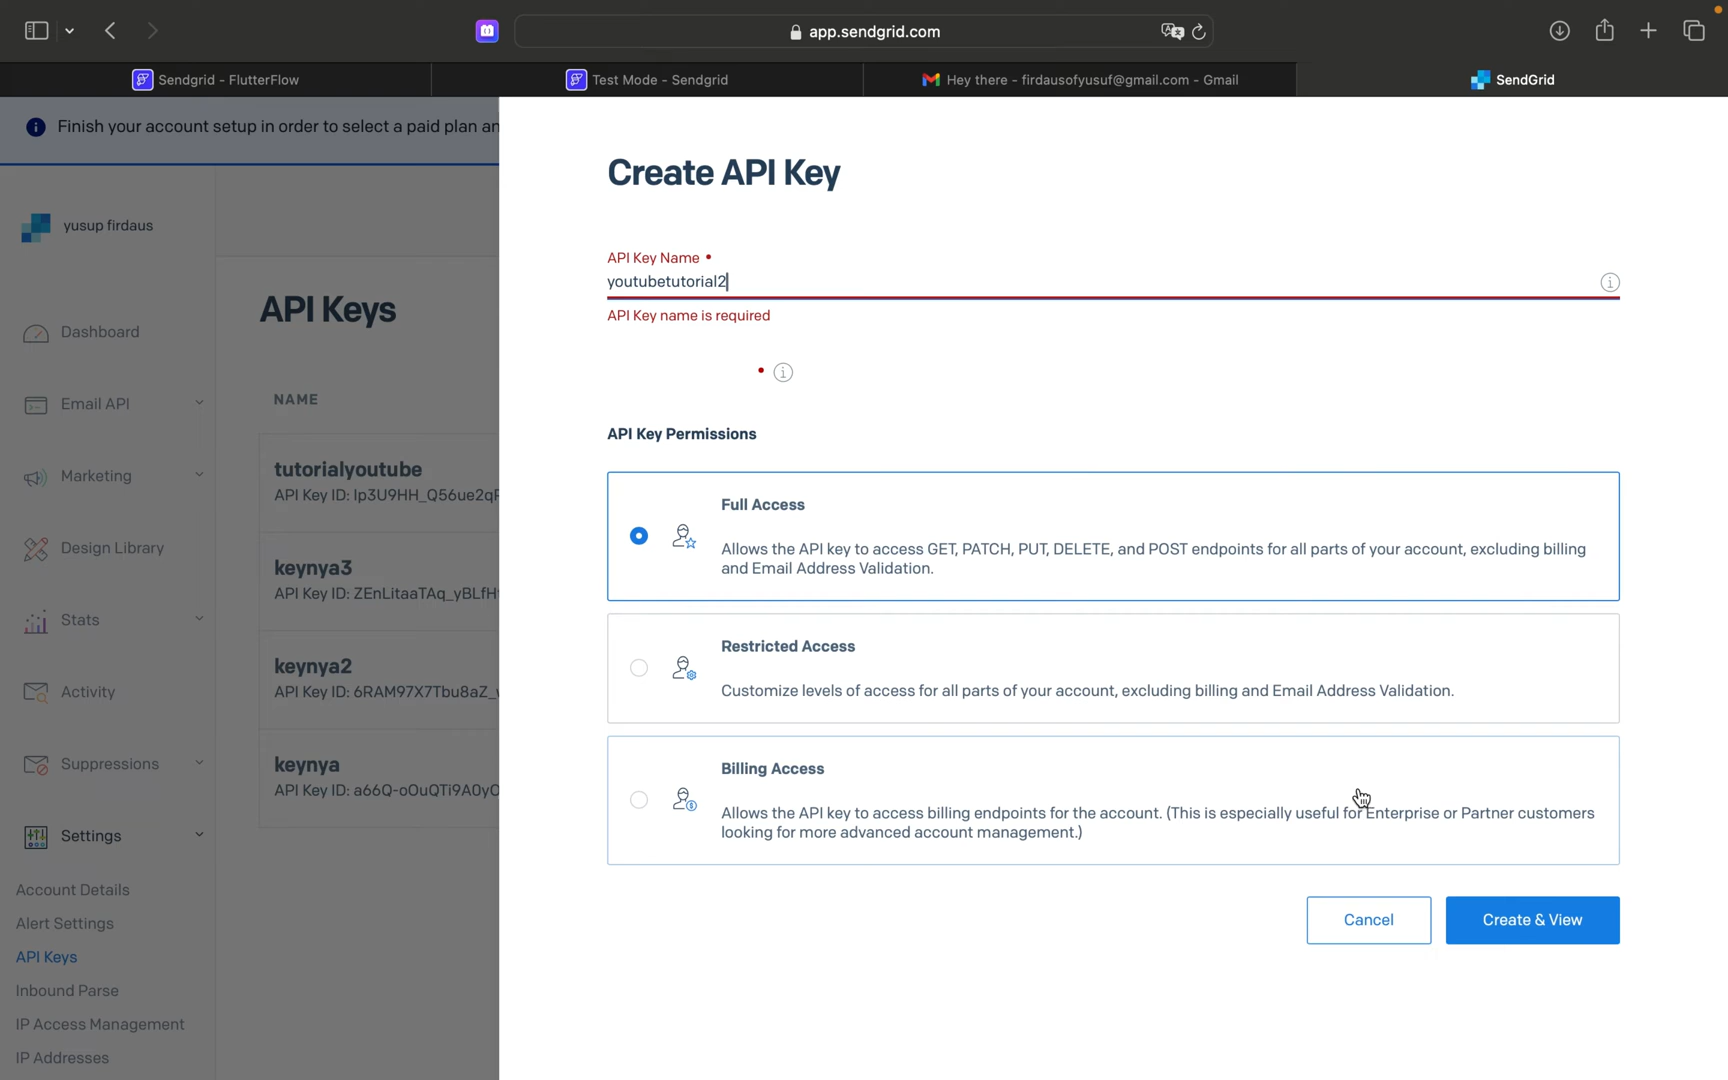 app.sendgrid.com
Sendgrid - FlutterFlow
Test Mode - Sendgrid
Hey there - firdausofyusuf@gmail.com - Gmail
SendGrid
Finish your account setup in order to select a paid plan an
yusup firdaus
Dashboard
Email API
Marketing
Design Library
Stats
Activity
Suppressions
Settings
Account Details
Alert Settings
API Keys
Inbound Parse
IP Access Management
IP Addresses
API Keys
NAME
tutorialyoutube
API Key ID: Ip3U9HH_Q56ue2qF
keynya3
API Key ID: ZEnLitaaTAq_yBLfH
keynya2
API Key ID: 6RAM97X7Tbu8aZ_
keynya
API Key ID: a66Q-oOuQTi9A0yO
Create API Key
API Key Name •
youtubetutorial2
API Key name is required
API Key Permissions
Full Access
Allows the API key to access GET, PATCH, PUT, DELETE, and POST endpoints for all parts of your account, excluding billing
and Email Address Validation.
Restricted Access
Customize levels of access for all parts of your account, excluding billing and Email Address Validation.
Billing Access
Allows the API key to access billing endpoints for the account. (This is especially useful for Enterprise or Partner customers
looking for more advanced account management.)
Cancel
Create & View